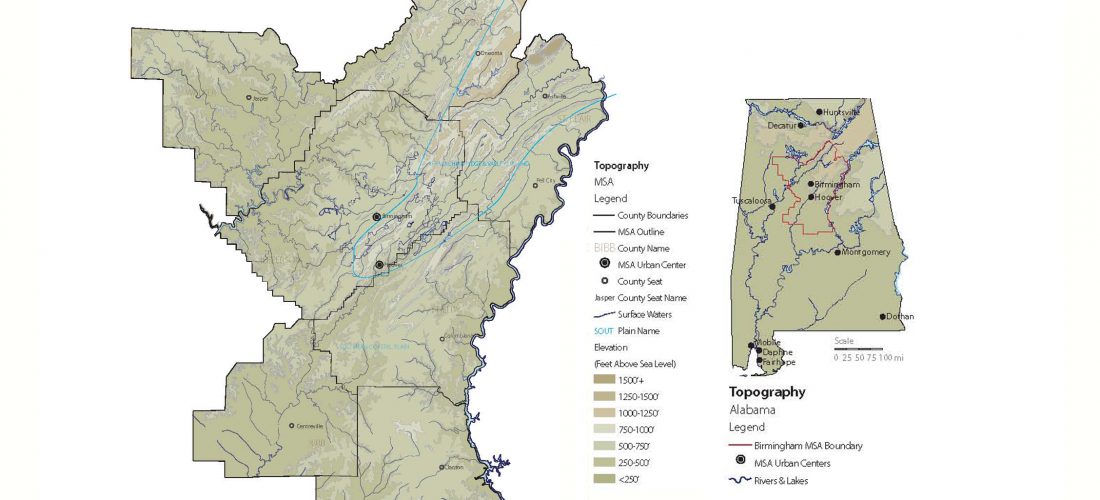 Oneonta
Jasper
Ashville
Pell City
Birmingham
Columbiana
Centreville
Clanton
Topography
MSA
Legend
County Boundaries
MSA Outline
BIBB County Name
MSA Urban Center
County Seat
Jasper County Seat Name
Surface Waters
SOUT Plain Name
Elevation
(Feet Above Sea Level)
1500'+
1250-1500'
1000-1250'
750-1000'
500-750'
250-500'
<250'
Huntsville
Decatur
Birmingham
Hoover
Tuscaloosa
Montgomery
Dothan
Mobile
Daphne
Fairhope
Scale
0 25 50 75 100 mi
Topography
Alabama
Legend
Birmingham MSA Boundary
MSA Urban Centers
Rivers & Lakes